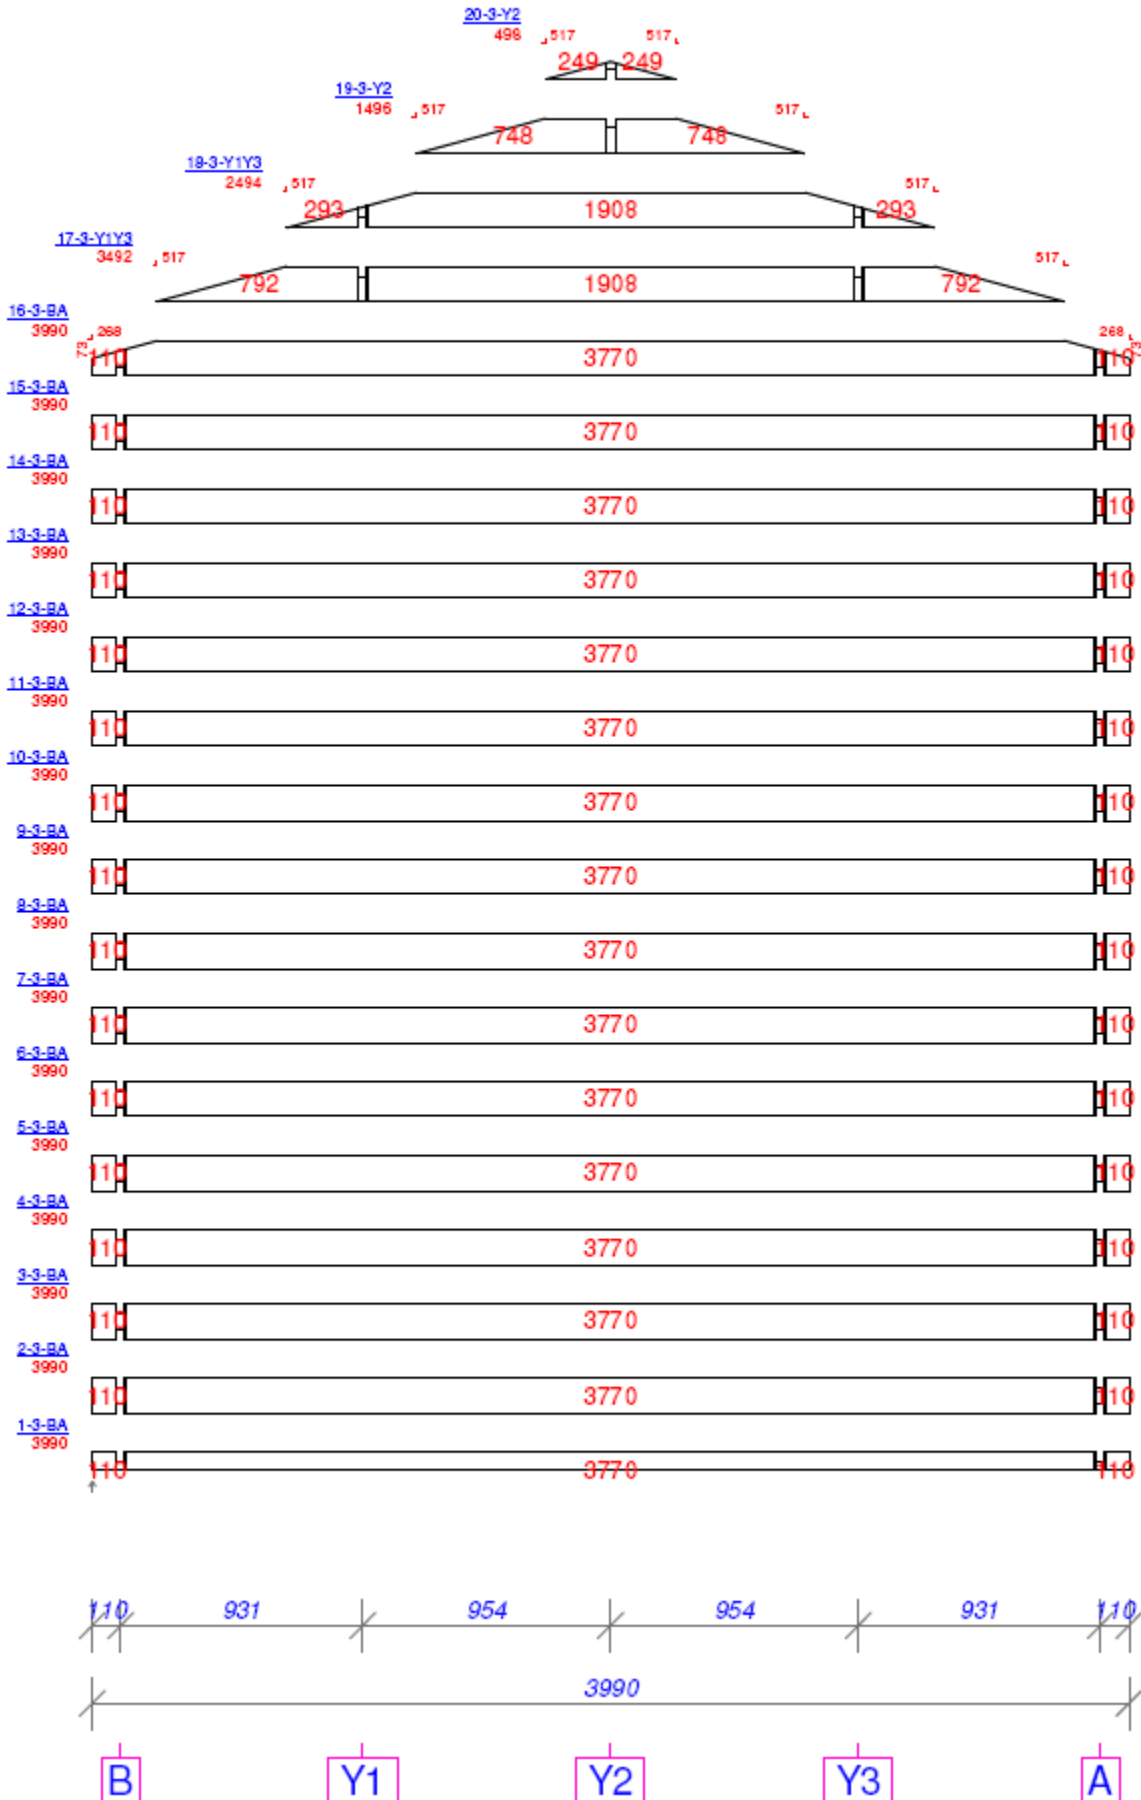 20-3-Y2
498 517 517
249 249
19-3-Y2
1496 517 517
748 748
18-3-Y1Y3
2494 517 517
293 1908 293
17-3-Y1Y3
3492 517 517
792 1908 792
16-3-BA
3990 268 268
73 73
110 3770 110
15-3-BA
3990
110 3770 110
14-3-BA
3990
110 3770 110
13-3-BA
3990
110 3770 110
12-3-BA
3990
110 3770 110
11-3-BA
3990
110 3770 110
10-3-BA
3990
110 3770 110
9-3-BA
3990
110 3770 110
8-3-BA
3990
110 3770 110
7-3-BA
3990
110 3770 110
6-3-BA
3990
110 3770 110
5-3-BA
3990
110 3770 110
4-3-BA
3990
110 3770 110
3-3-BA
3990
110 3770 110
2-3-BA
3990
110 3770 110
1-3-BA
3990
110 3770 110
110 931 954 954 931 110
3990
B Y1 Y2 Y3 A